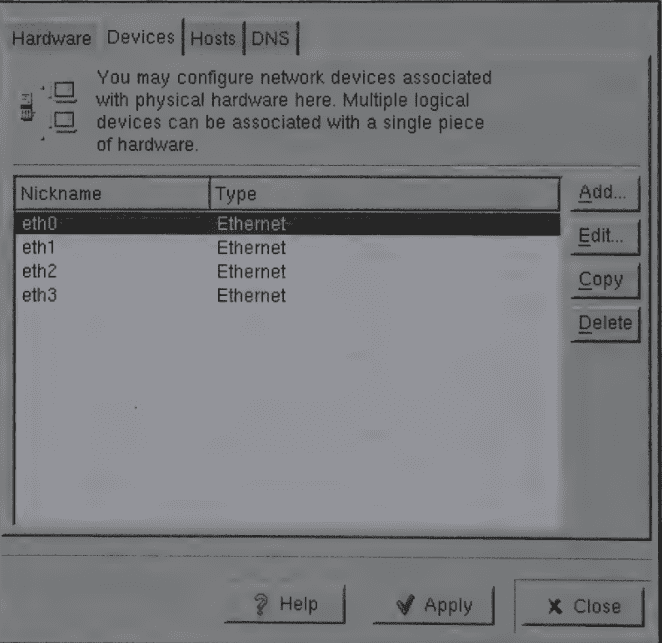 Hardware Devices Hosts DNS
You may configure network devices associated
with physical hardware here. Multiple logical
devices can be associated with a single piece
of hardware.
Nickname Type
eth0 Ethernet
eth1 Ethernet
eth2 Ethernet
eth3 Ethernet
Add...
Edit...
Copy
Delete
Help Apply Close